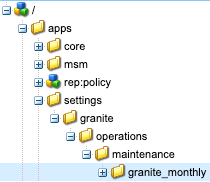 /
apps
core
msm
rep:policy
settings
granite
operations
maintenance
granite_monthly